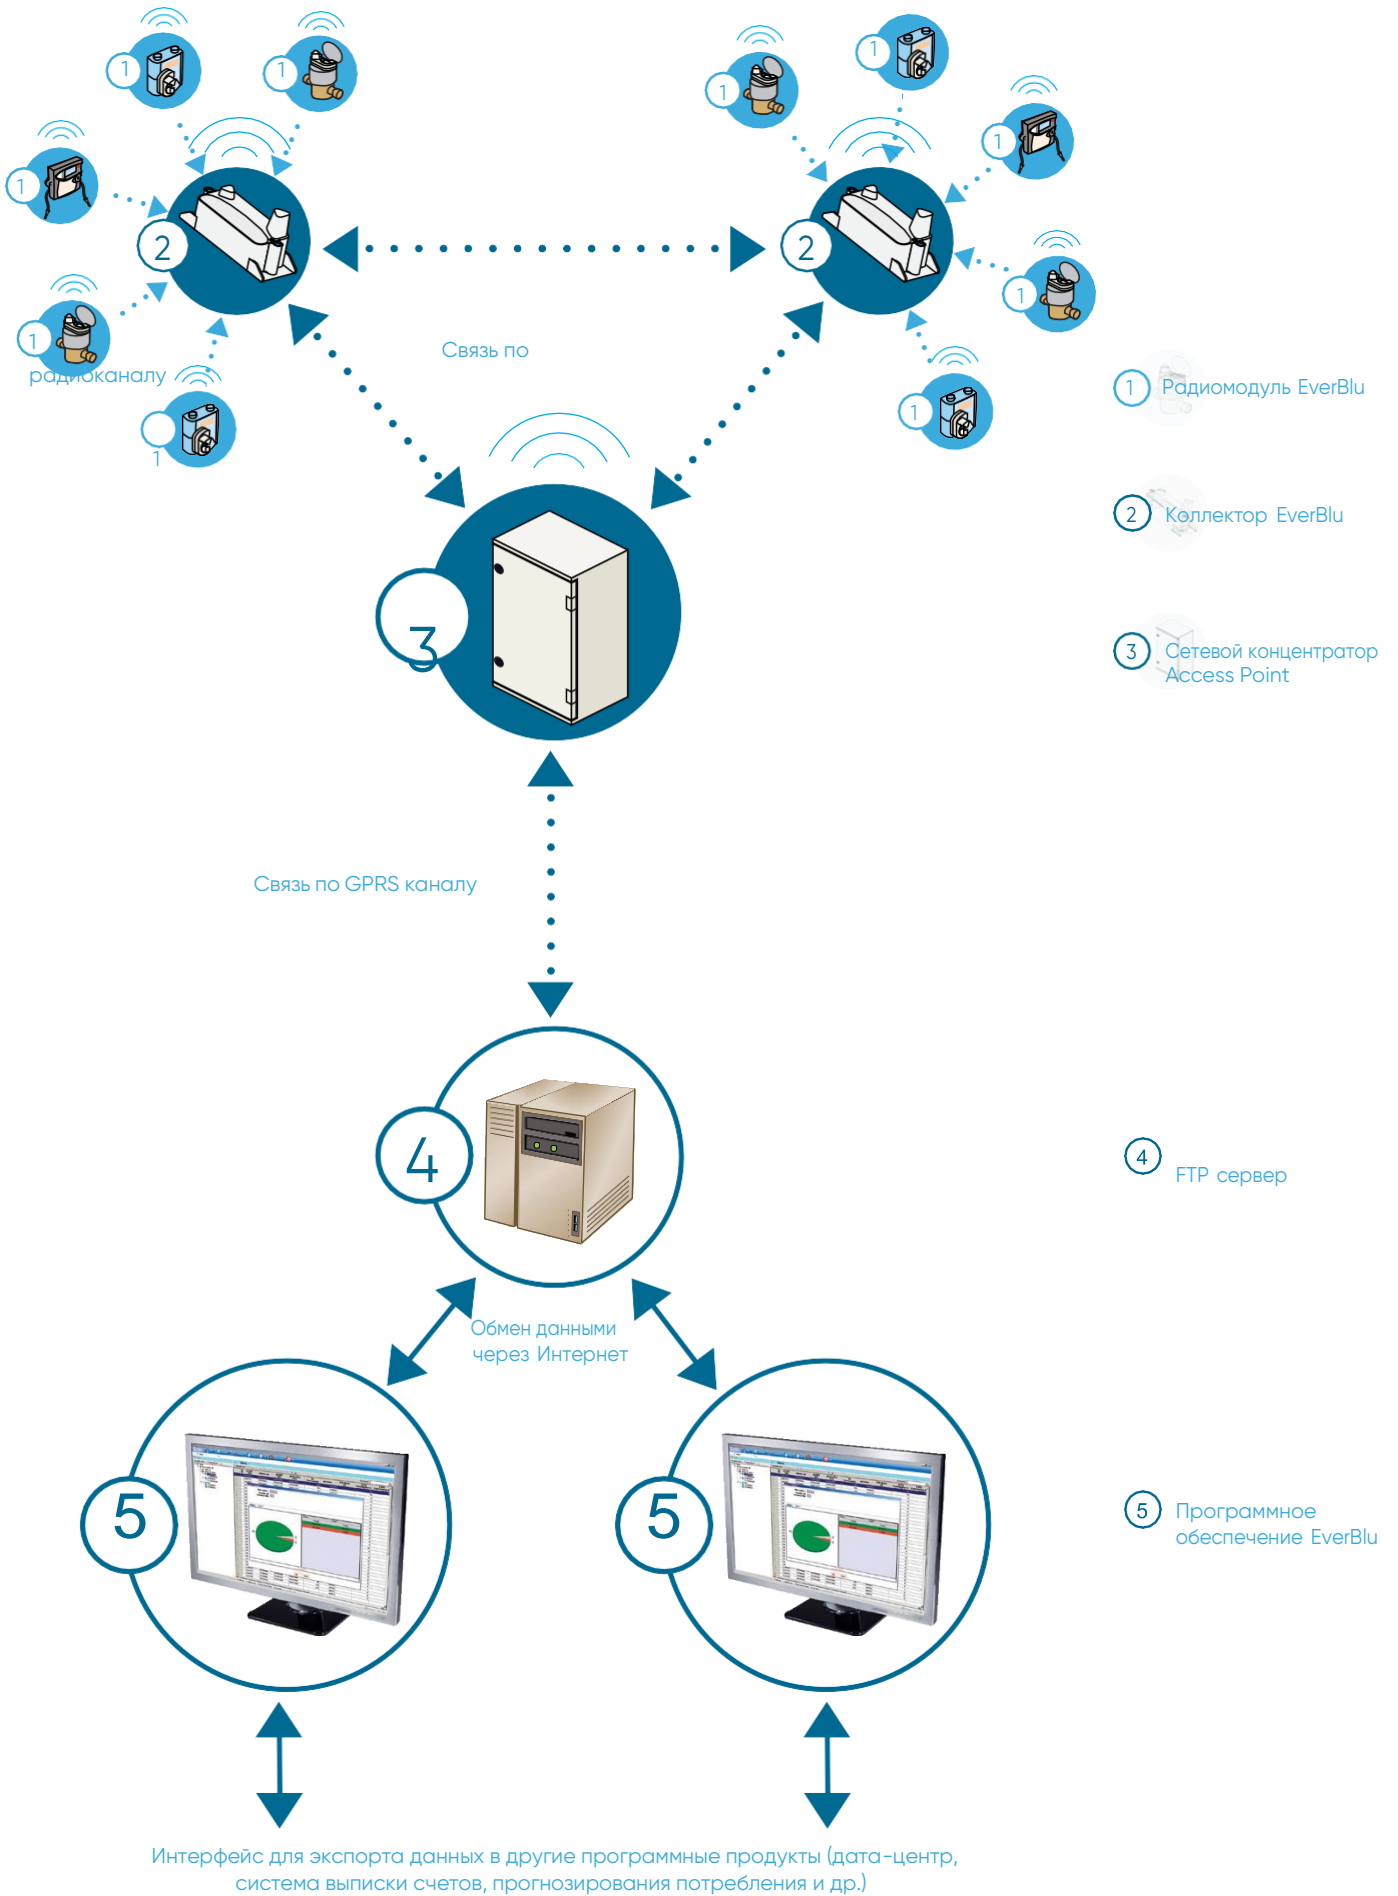 1
1
1
1
1
1
1
1
2
2
1
1
Связь по
1
радиоканалу
1
1
1 Радиомодуль EverBlu
2 Коллектор EverBlu
3
3 Сетевой концентратор
Access Point
Связь по GPRS каналу
4
4
FTP сервер
Обмен данными
через Интернет
5
5
5 Программное
обеспечение EverBlu
Интерфейс для экспорта данных в другие программные продукты (дата-центр,
система выписки счетов, прогнозирования потребления и др.)